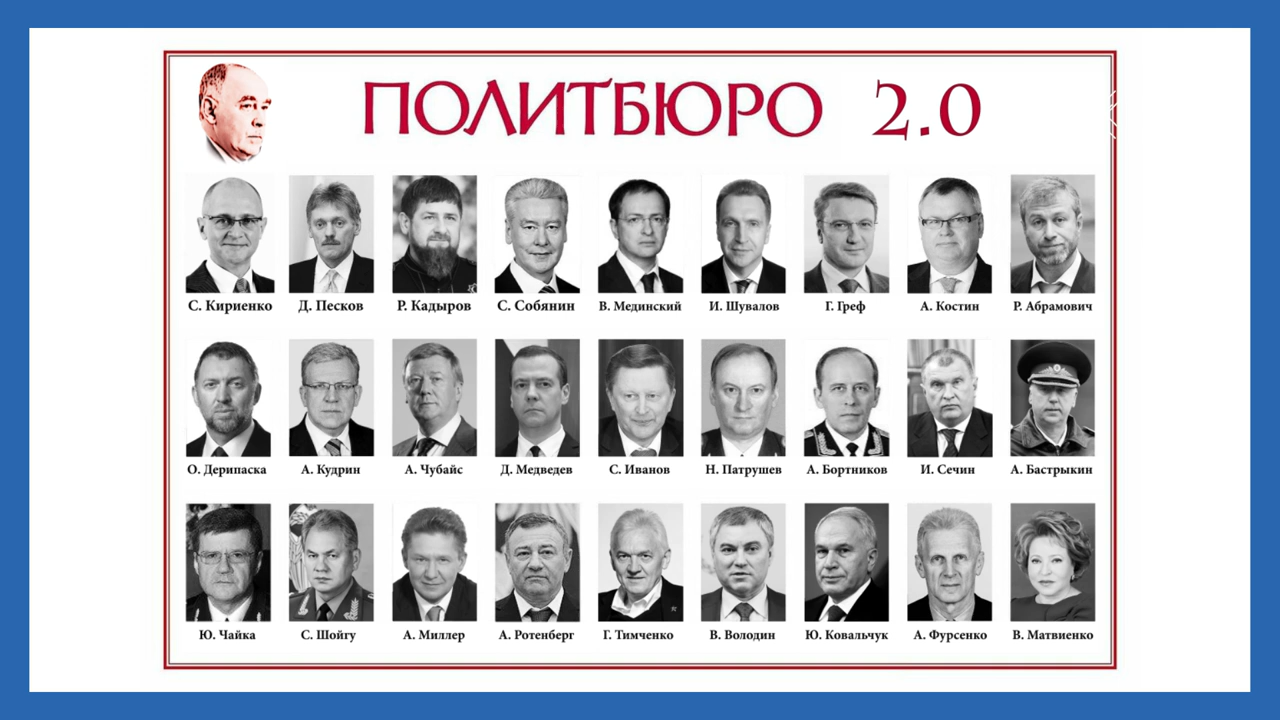 ПОЛИТБЮРО 2.0
С. Кириенко Д. Песков Р. Кадыров С. Собянин В. Мединский И. Шувалов Г. Греф А. Костин Р. Абрамович
О. Дерипаска А. Кудрин А. Чубайс Д. Медведев С. Иванов Н. Патрушев А. Бортников И. Сечин А. Бастрыкин
Ю. Чайка С. Шойгу А. Миллер А. Ротенберг Г. Тимченко В. Володин Ю. Ковальчук А. Фурсенко В. Матвиенко